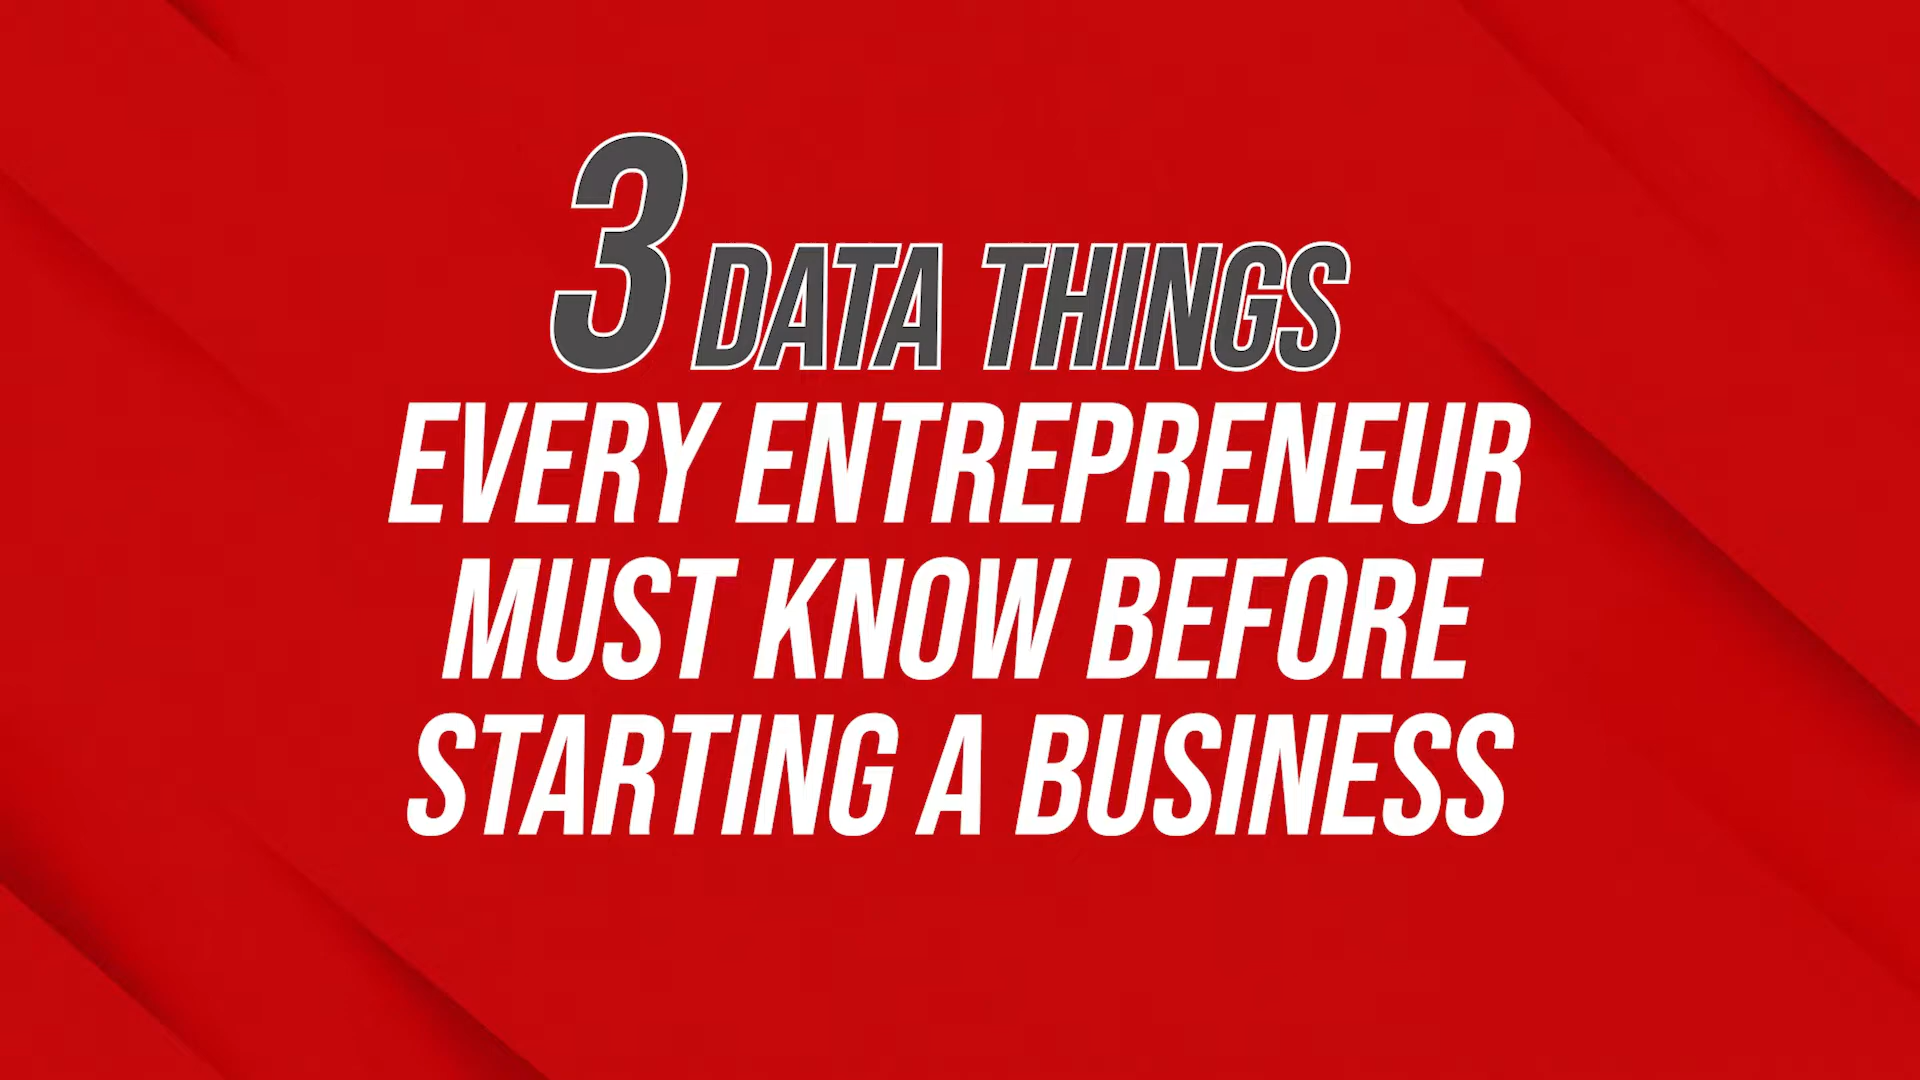 3 DATA THINGS
EVERY ENTREPRENEUR
MUST KNOW BEFORE
STARTING A BUSINESS